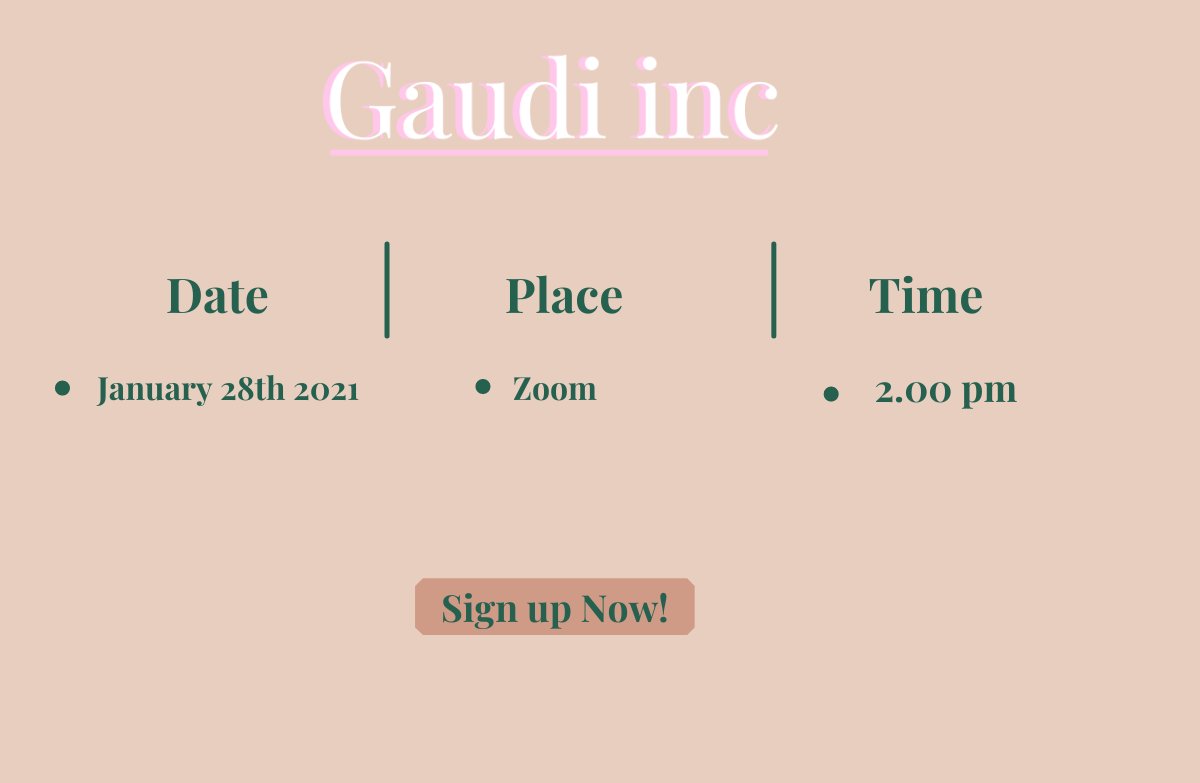 Gaudi inc
Date
Place
Time
• January 28th 2021
• Zoom
• 2.00 pm
Sign up Now!